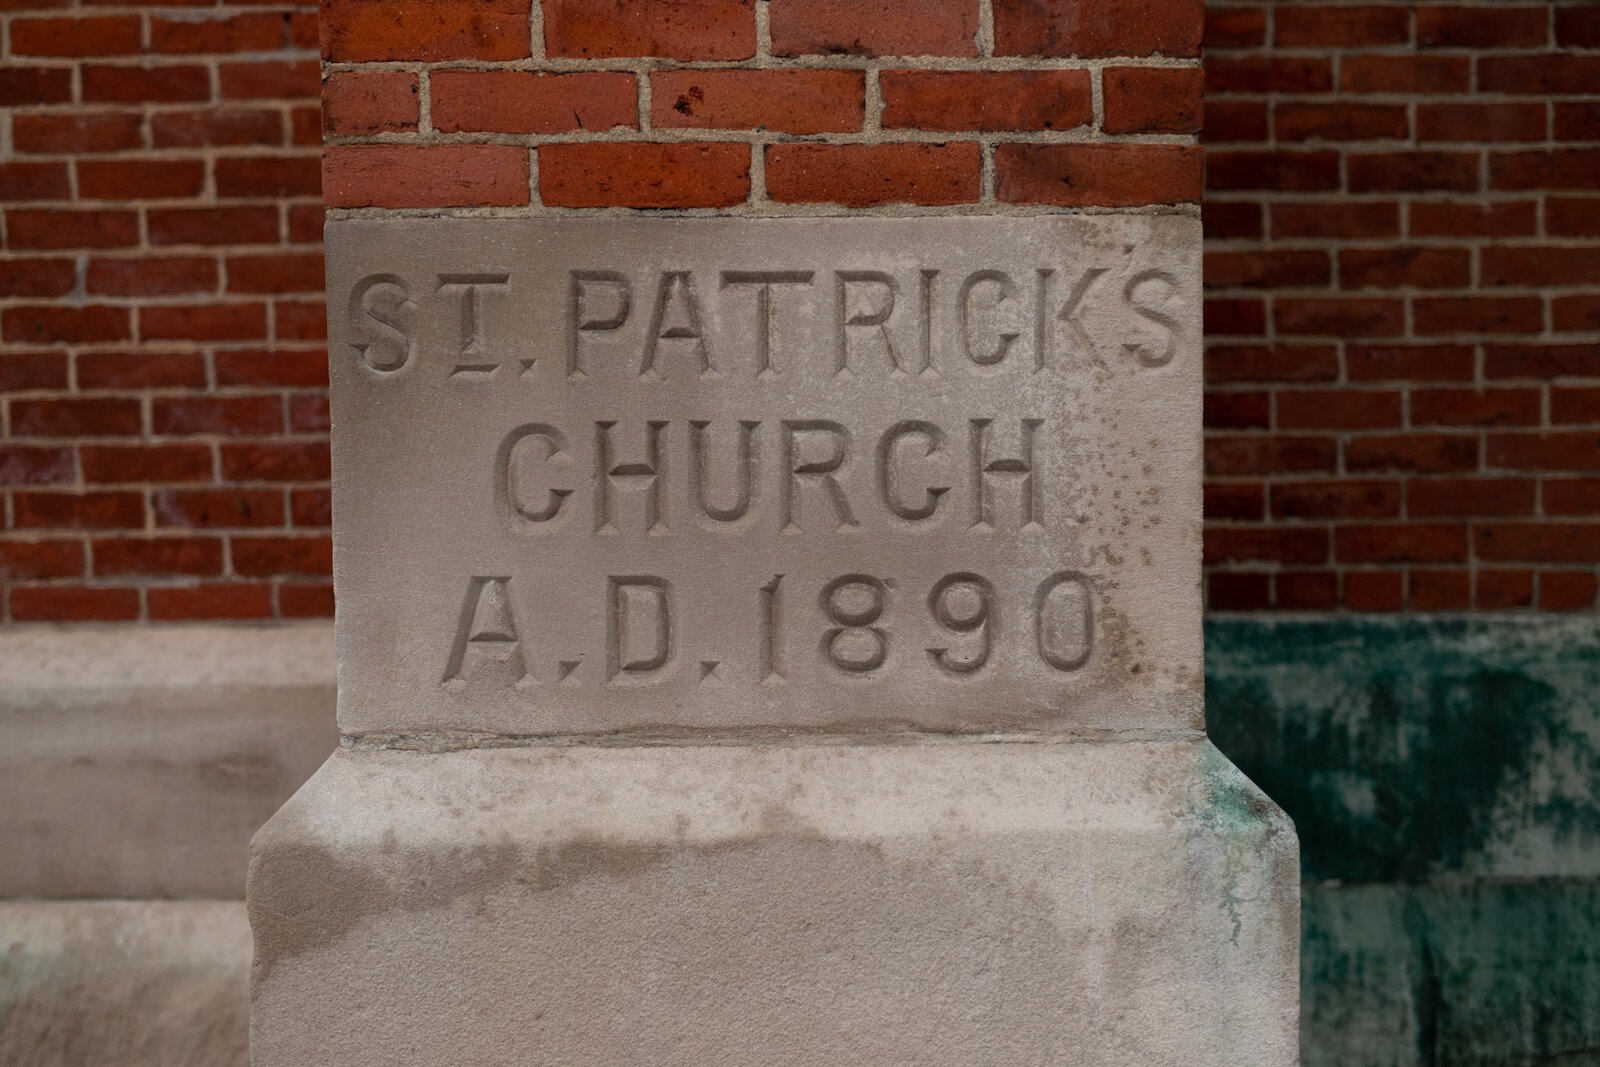 ST. PATRICKS
CHURCH
A.D. 1890